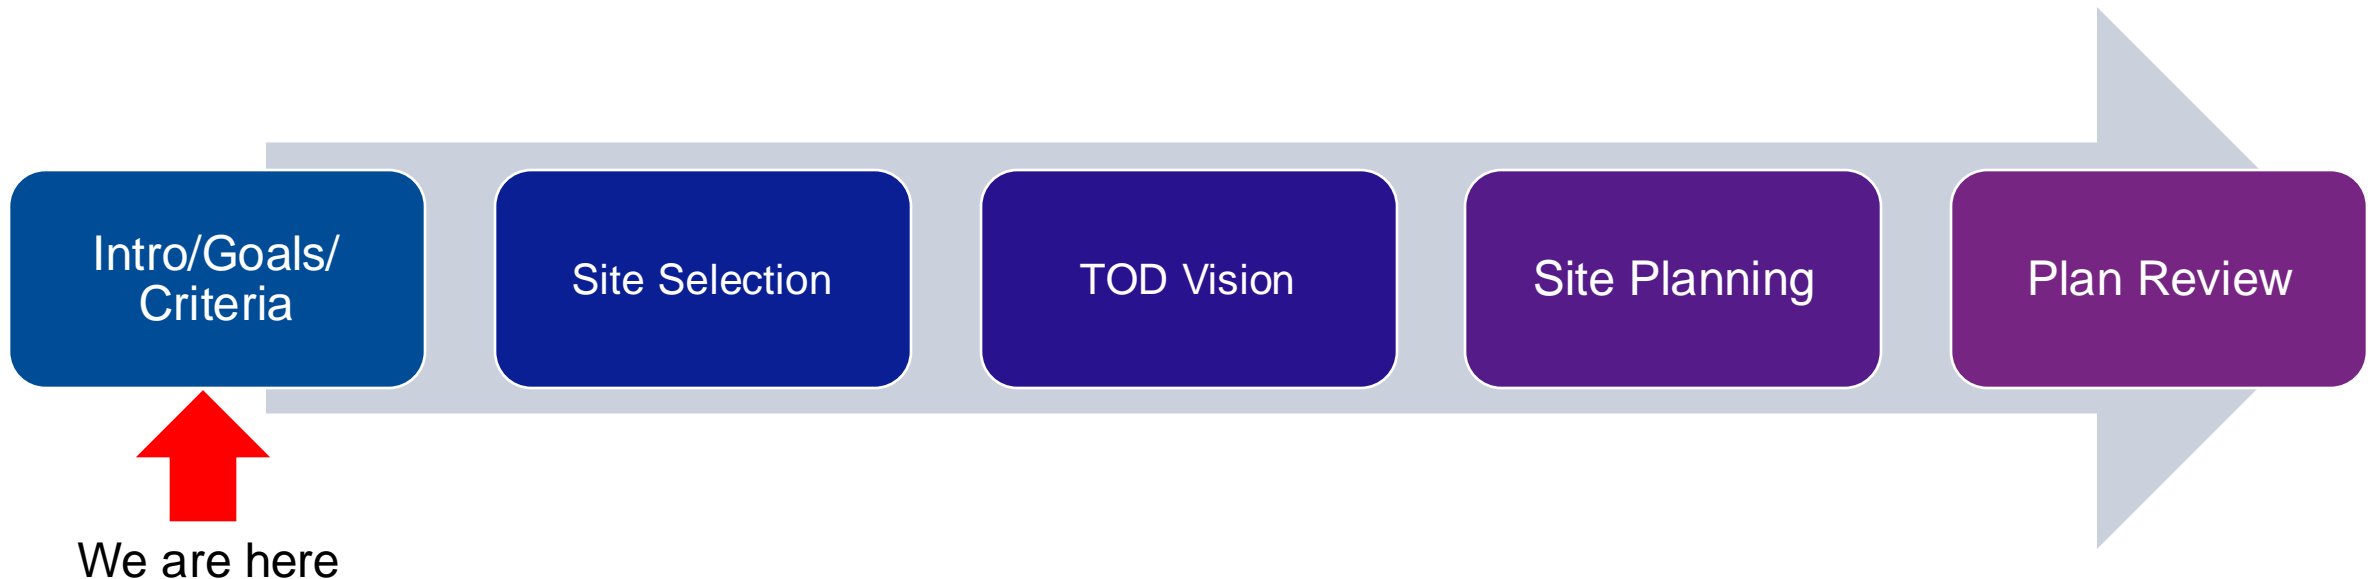 Intro/Goals/
Criteria
Site Selection
TOD Vision
Site Planning
Plan Review
We are here